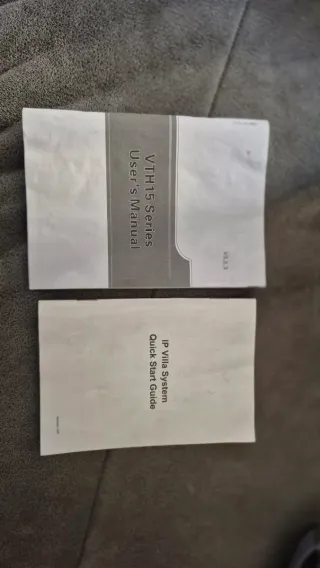 VTH15 Series
User's Manual
IP Villa System
Quick Start Guide